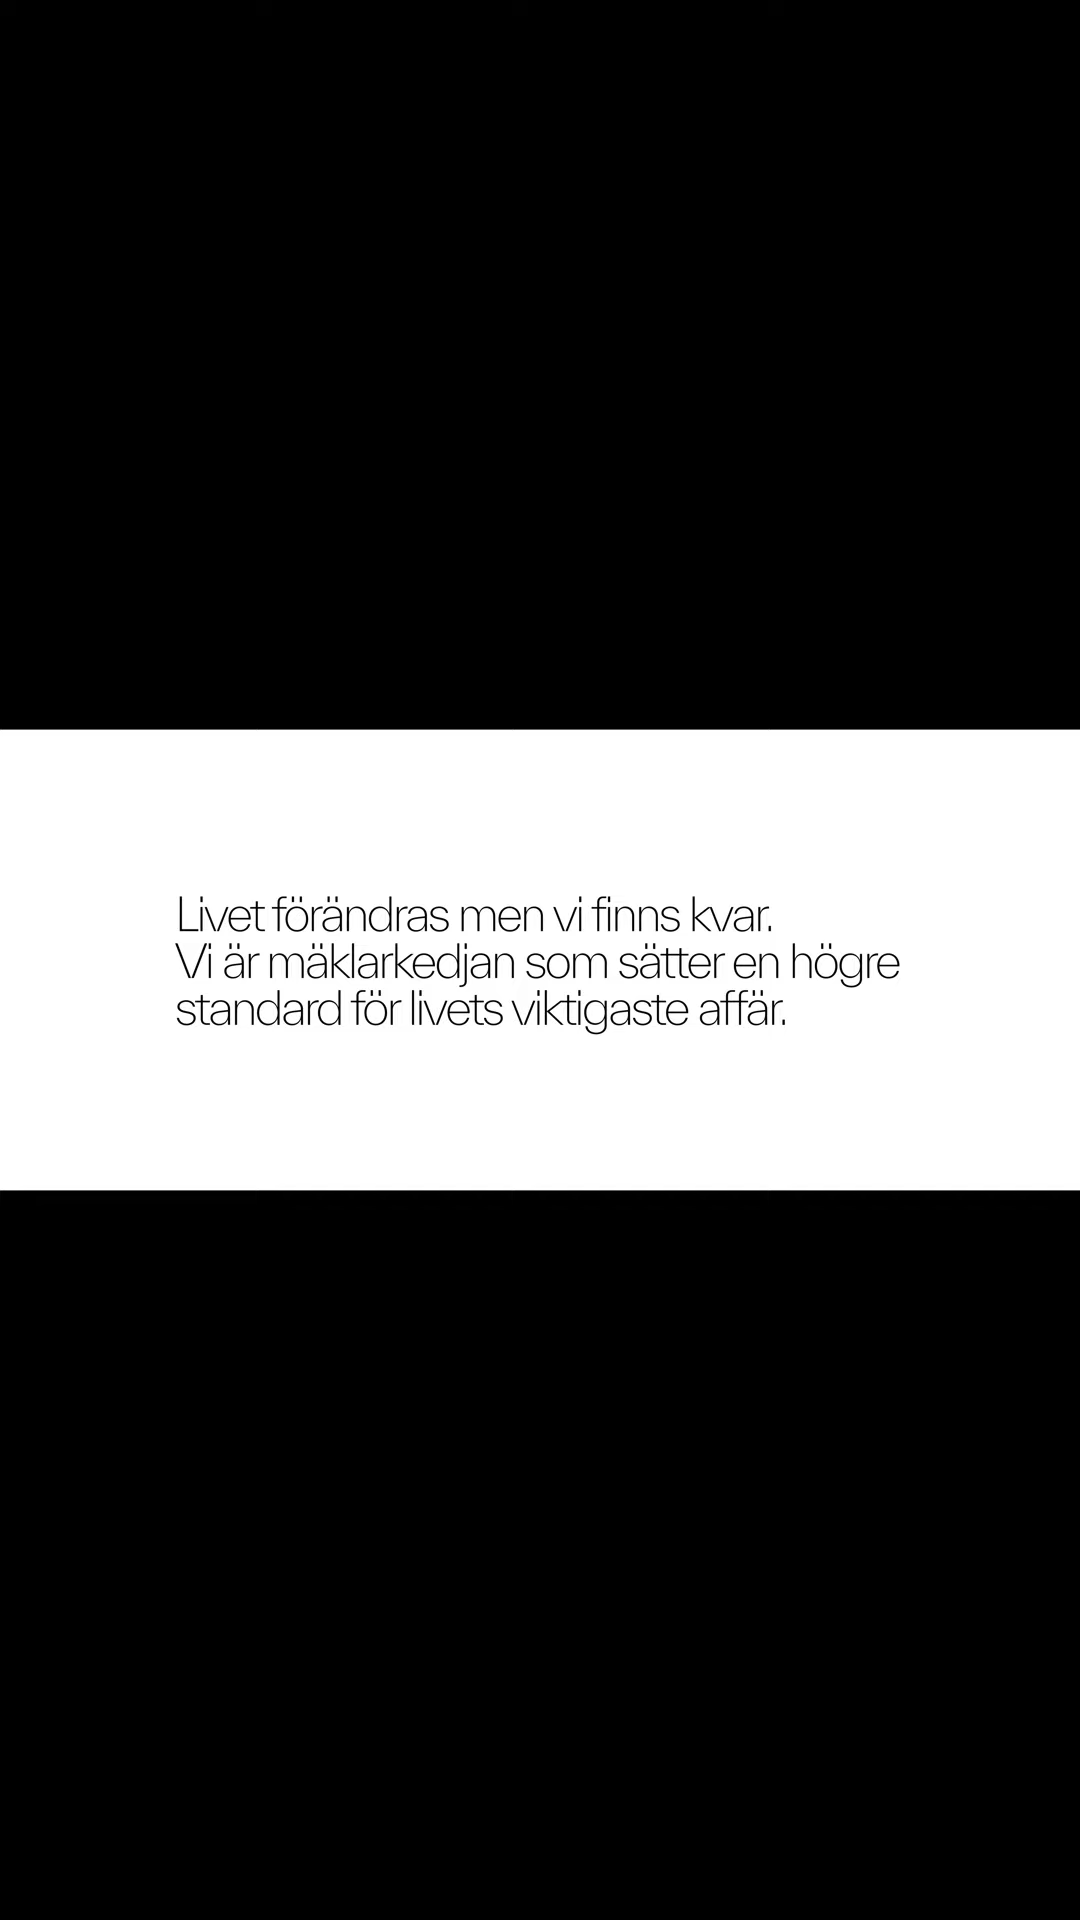 Livet förändras men vi finns kvar.
Vi är mäklarkedjan som sätter en högre
standard för livets viktigaste affär.